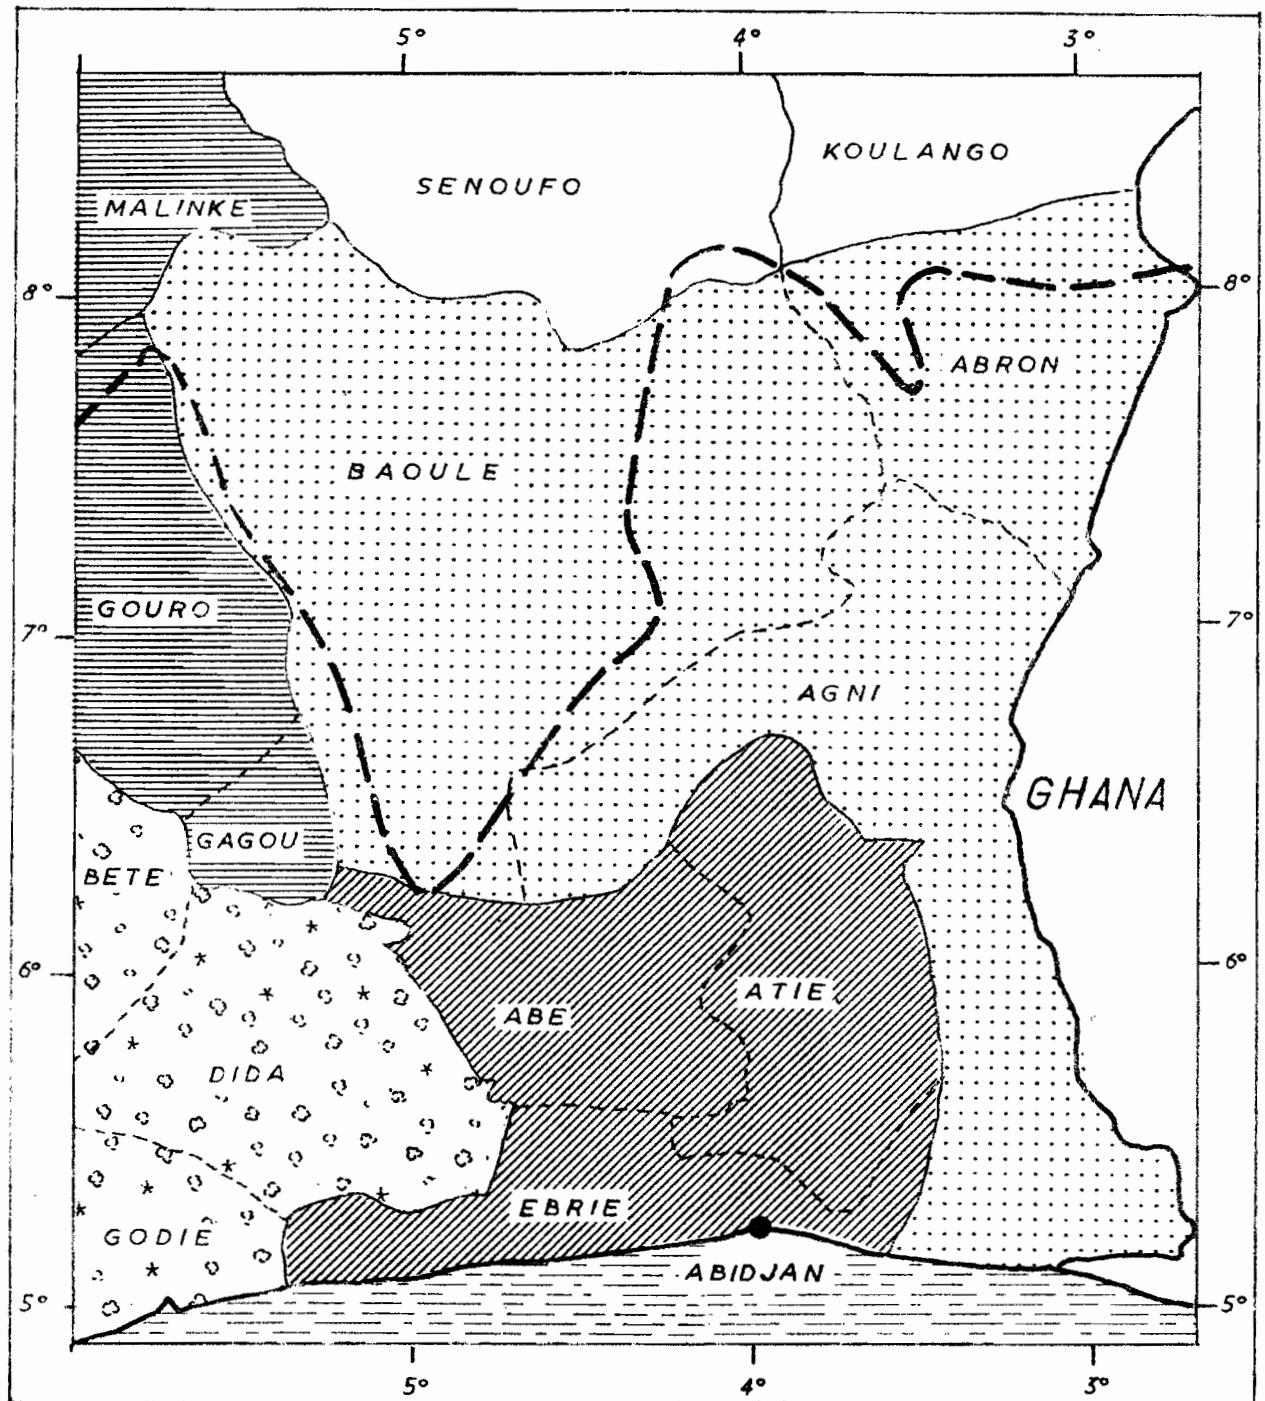 5° 4° 3°
KOULANGO
SENOUFO
MALINKE
8° 8°
ABRON
BAOULE
GOURO
7° 7°
AGNI
GHANA
GAGOU
BETE
6° 6°
ATIE
ABE
DIDA
EBRIE
GODIE
ABIDJAN
5° 5°
5° 4° 3°